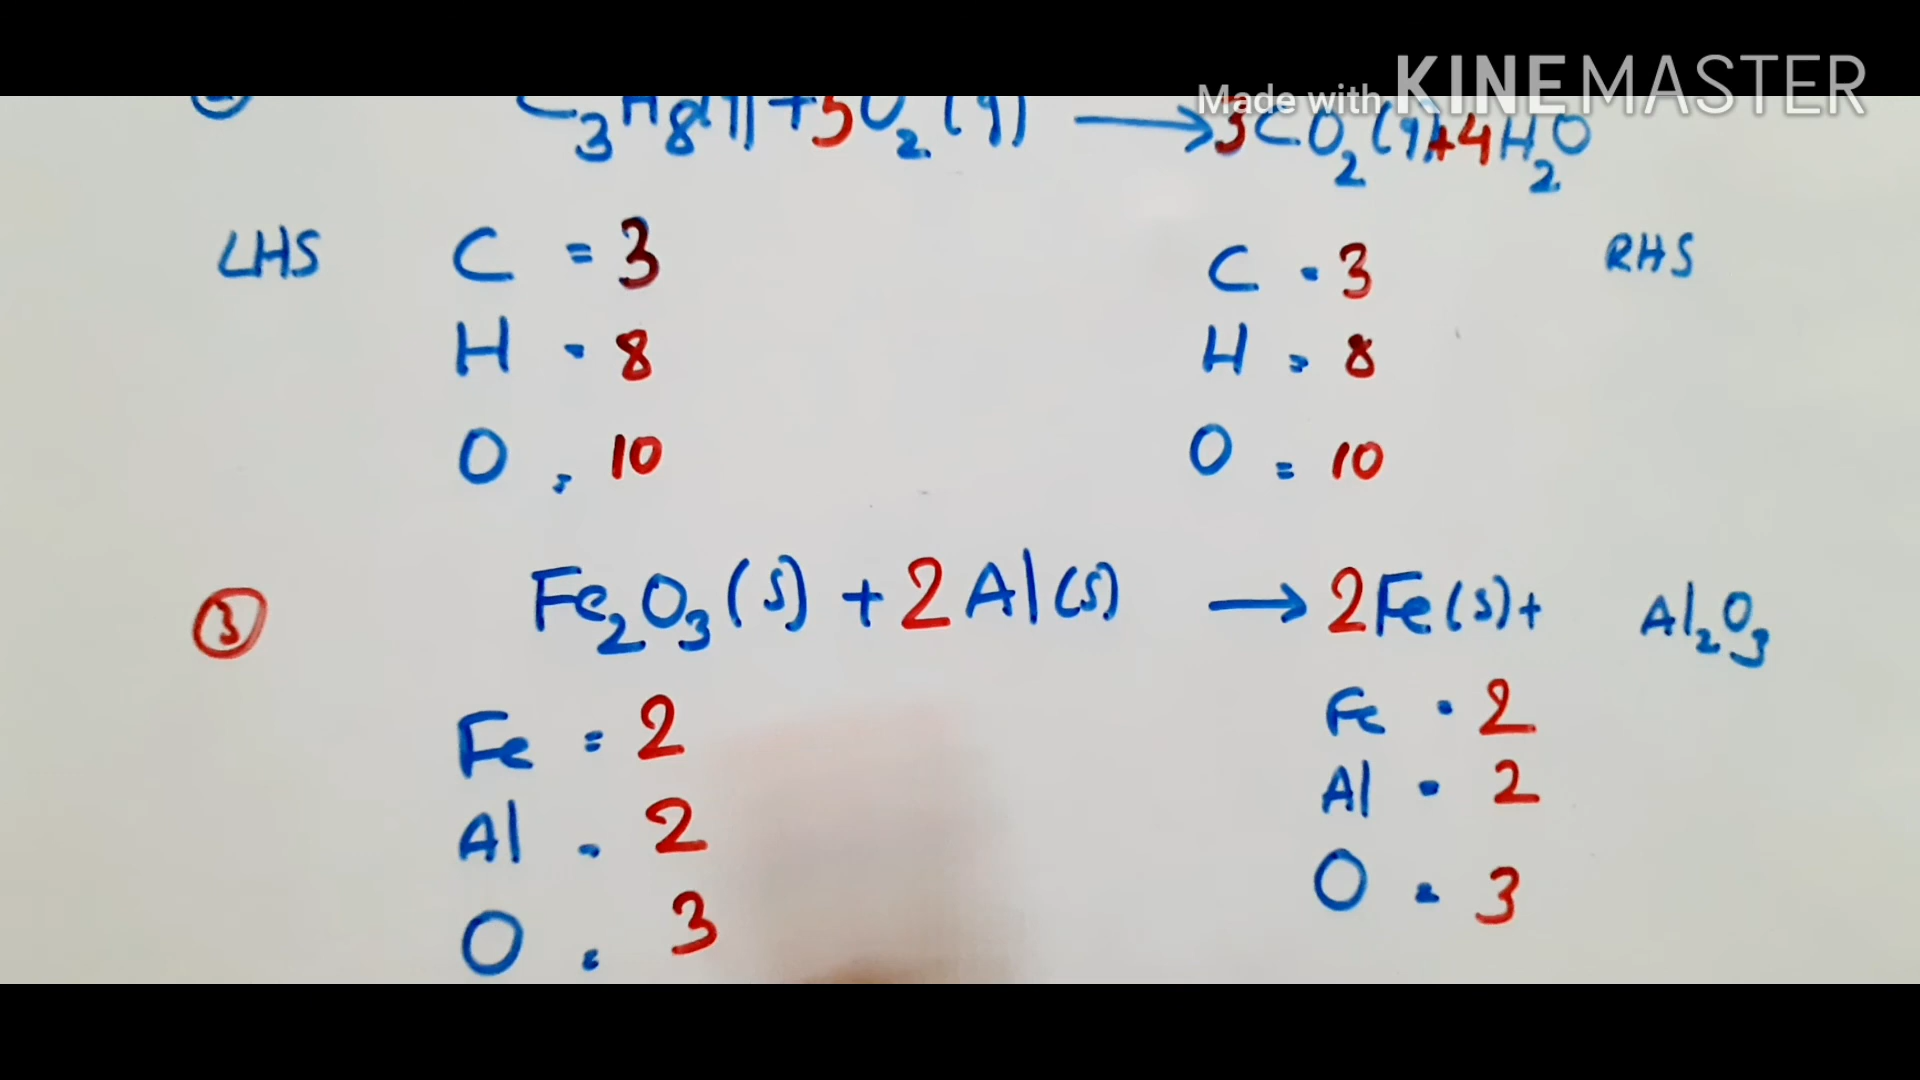 Made with KINEMASTER
C₃H₈(g) + 5O₂(g) → 3CO₂(g) + 4H₂O
LHS C = 3 C = 3 RHS
H = 8 H = 8
O = 10 O = 10
③ Fe₂O₃(s) + 2Al(s) → 2Fe(s) + Al₂O₃
Fe = 2 Fe = 2
Al = 2 Al = 2
O = 3 O = 3